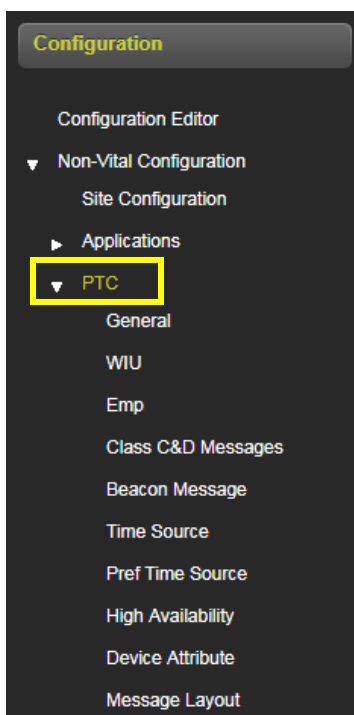 Configuration
Configuration Editor
Non-Vital Configuration
Site Configuration
Applications
PTC
General
WIU
Emp
Class C&D Messages
Beacon Message
Time Source
Pref Time Source
High Availability
Device Attribute
Message Layout